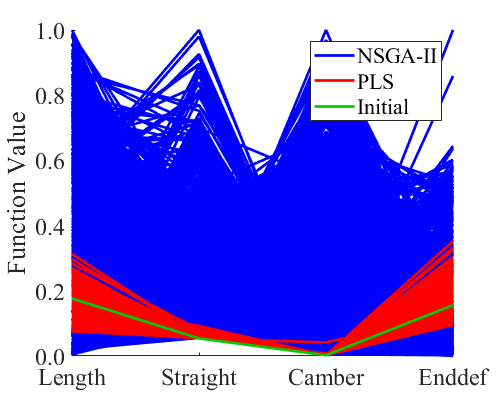 1.0
NSGA-II
PLS
Initial
0.8
0.6
0.4
0.2
0.0
Function Value
Length Straight Camber Enddef